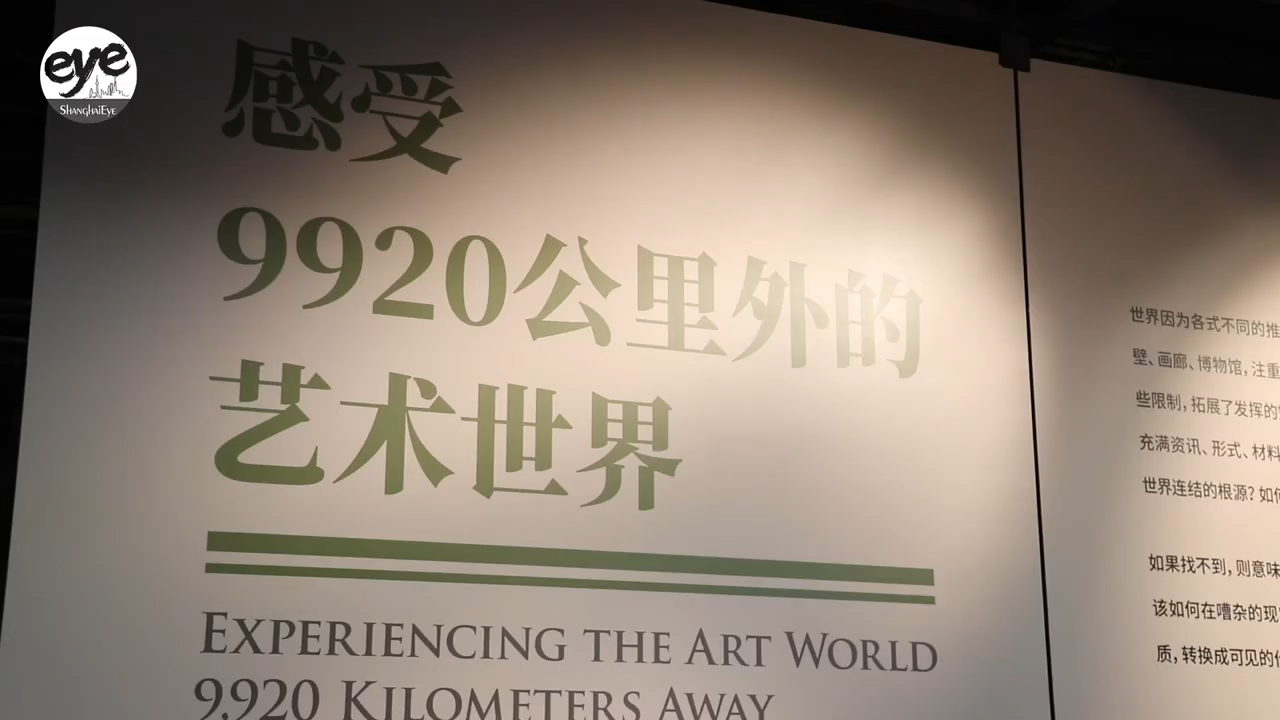 eye
SHANGHAIEYE
感受
9920公里外的
艺术世界
EXPERIENCING THE ART WORLD
9,920 KILOMETERS AWAY
世界因为各式不同的推
壁、画廊、博物馆，注重
些限制，拓展了发挥的
充满资讯、形式、材料
世界连结的根源？如何
如果找不到，则意味
该如何在嘈杂的现
质，转换成可见的作